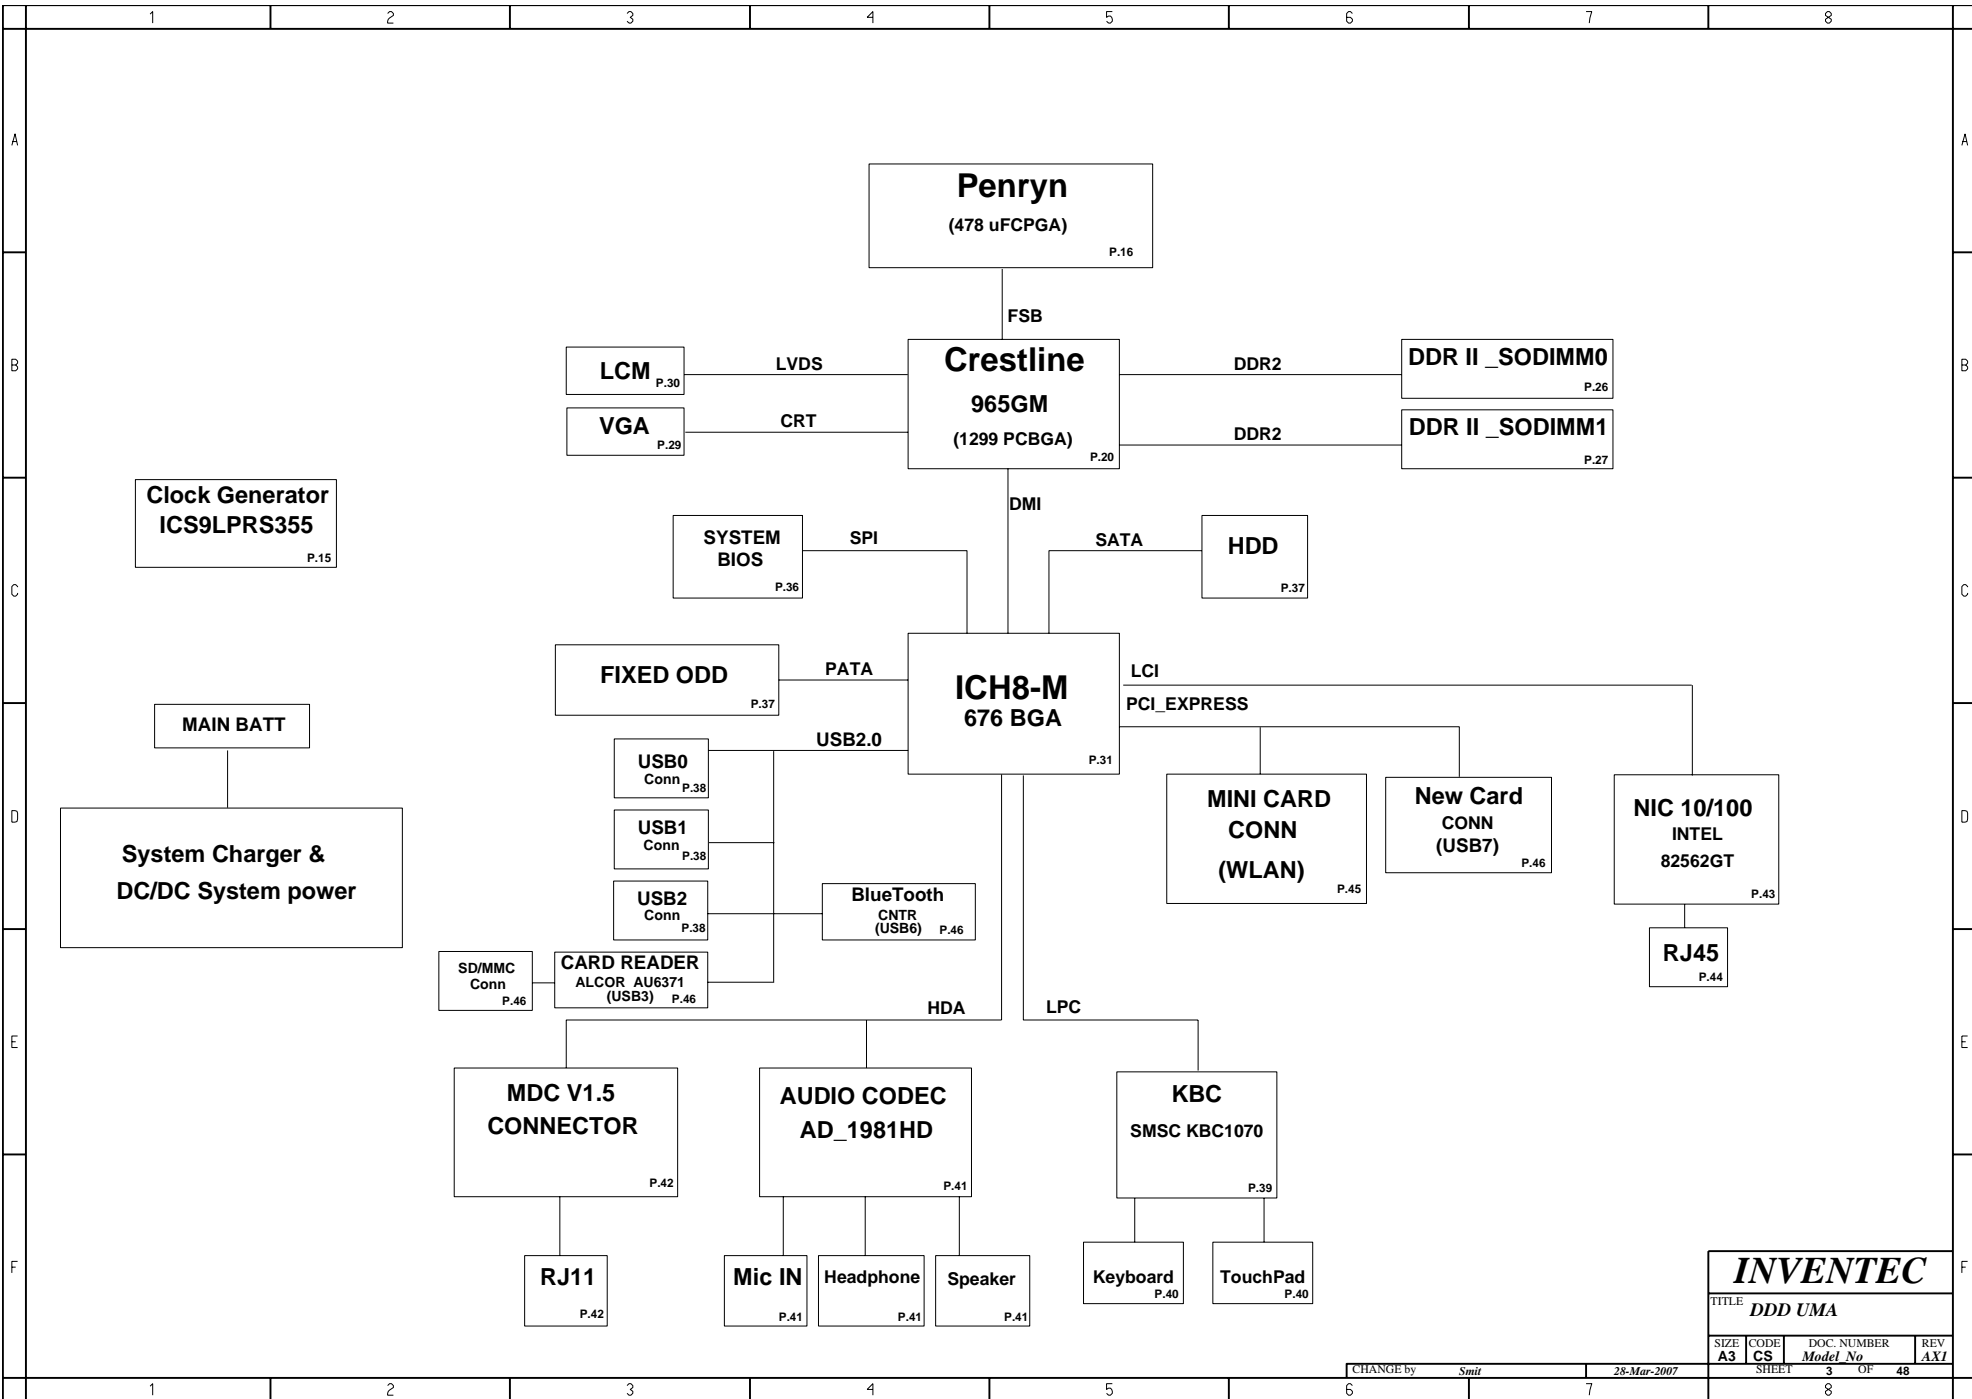 1 2 3 4 5 6 7 8
A A
Penryn
(478 uFCPGA)
P.16
FSB
B B
LCM P.30
LVDS
VGA P.29
CRT
Crestline
965GM
(1299 PCBGA)
P.20
DDR2
DDR II _SODIMM0
P.26
DDR2
DDR II _SODIMM1
P.27
Clock Generator
ICS9LPRS355
P.15
DMI
SYSTEM
BIOS
P.36
SPI
SATA
HDD
P.37
C C
FIXED ODD
P.37
PATA
ICH8-M
676 BGA
P.31
LCI
PCI_EXPRESS
MAIN BATT
USB2.0
USB0
Conn P.38
USB1
Conn P.38
USB2
Conn
P.38
D D
System Charger &
DC/DC System power
MINI CARD
CONN
(WLAN)
P.45
New Card
CONN
(USB7)
P.46
NIC 10/100
INTEL
82562GT
P.43
BlueTooth
CNTR
(USB6) P.46
RJ45
P.44
SD/MMC
Conn
P.46
CARD READER
ALCOR AU6371
(USB3) P.46
HDA
LPC
E E
MDC V1.5
CONNECTOR
P.42
AUDIO CODEC
AD_1981HD
P.41
KBC
SMSC KBC1070
P.39
F F
RJ11
P.42
Mic IN
P.41
Headphone
P.41
Speaker
P.41
Keyboard
P.40
TouchPad
P.40
INVENTEC
TITLE DDD UMA
SIZE CODE DOC. NUMBER REV
A3 CS Model_No AX1
CHANGE by Smit 28-Mar-2007 SHEET 3 OF 48
1 2 3 4 5 6 7 8